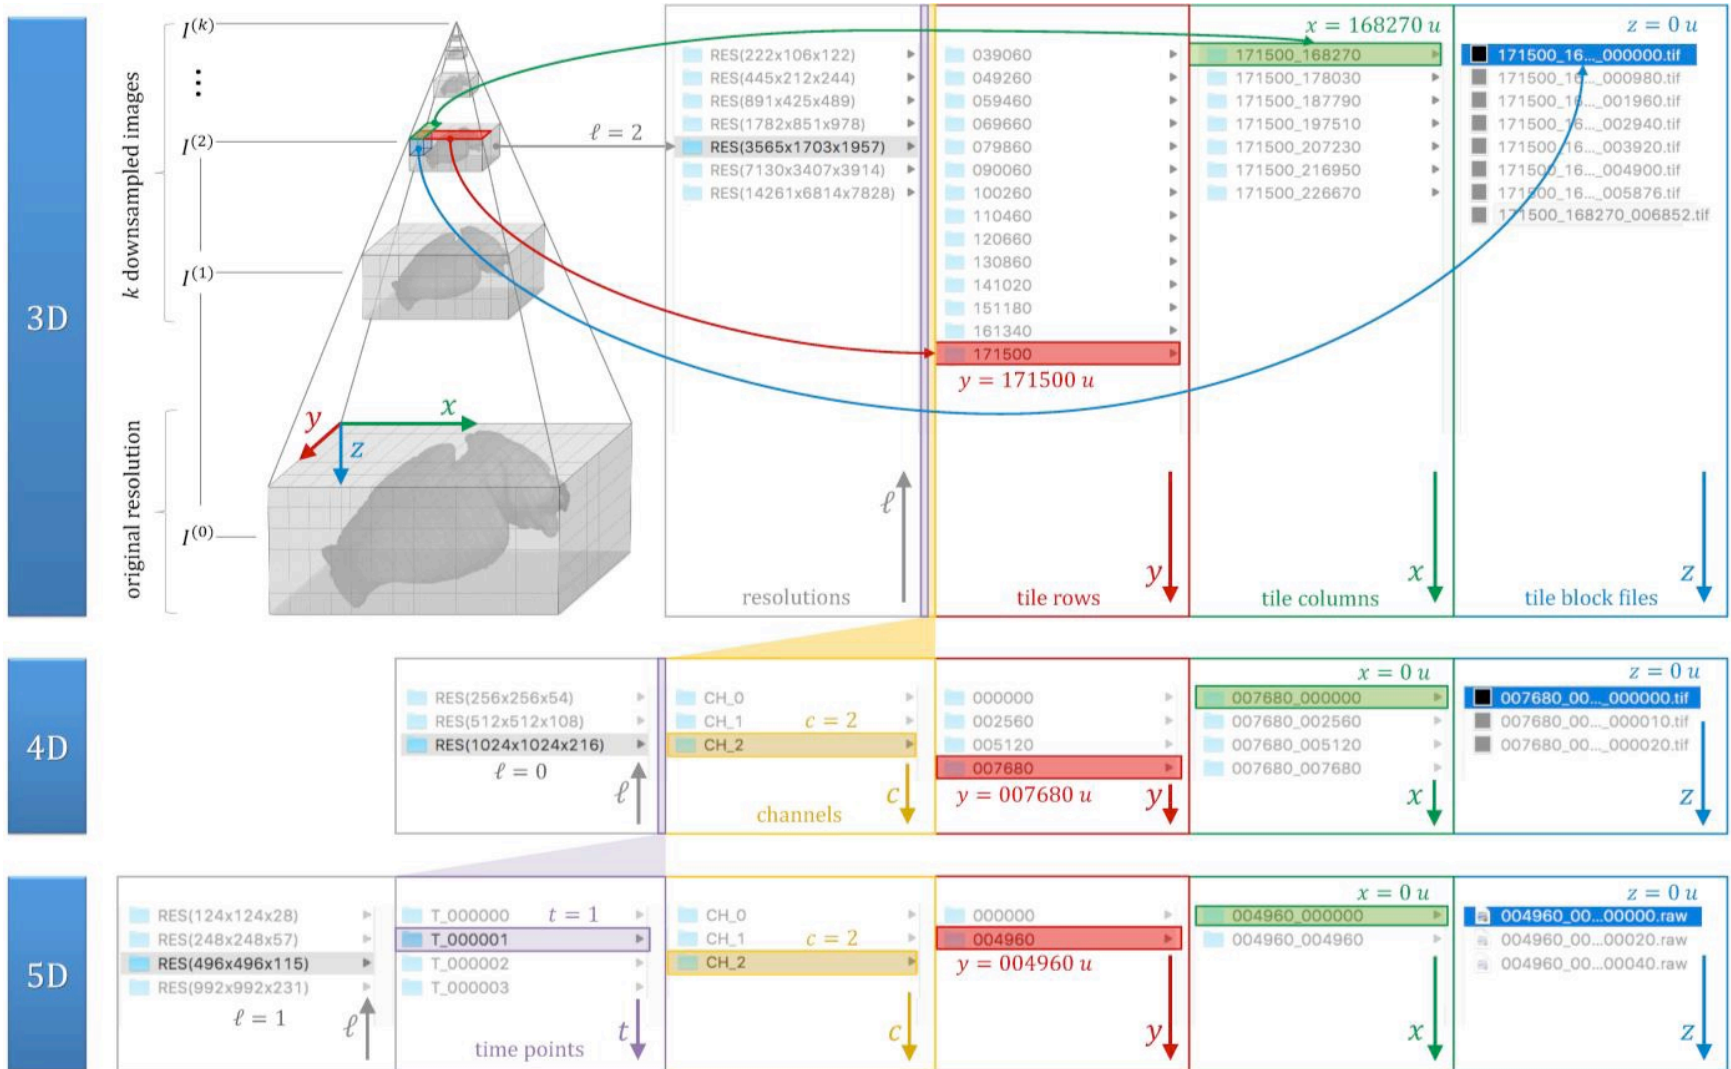 3D
k downsampled images
original resolution
I^(k)
⋮
I^(2)
I^(1)
I^(0)
x
y
z
ℓ = 2
RES(222x106x122)
RES(445x212x244)
RES(891x425x489)
RES(1782x851x978)
RES(3565x1703x1957)
RES(7130x3407x3914)
RES(14261x6814x7828)
ℓ
resolutions
039060
049260
059460
069660
079860
090060
100260
110460
120660
130860
141020
151180
161340
171500
y = 171500 u
y
tile rows
x = 168270 u
171500_168270
171500_178030
171500_187790
171500_197510
171500_207230
171500_216950
171500_226670
x
tile columns
z = 0 u
171500_16..._000000.tif
171500_16..._000980.tif
171500_16..._001960.tif
171500_16..._002940.tif
171500_16..._003920.tif
171500_16..._004900.tif
171500_16..._005876.tif
171500_168270_006852.tif
z
tile block files
4D
RES(256x256x54)
RES(512x512x108)
RES(1024x1024x216)
ℓ = 0
ℓ
CH_0
CH_1
c = 2
CH_2
c
channels
000000
002560
005120
007680
y = 007680 u
y
x = 0 u
007680_000000
007680_002560
007680_005120
007680_007680
x
z = 0 u
007680_00..._000000.tif
007680_00..._000010.tif
007680_00..._000020.tif
z
5D
RES(124x124x28)
RES(248x248x57)
RES(496x496x115)
RES(992x992x231)
ℓ = 1
ℓ
T_000000
t = 1
T_000001
T_000002
T_000003
t
time points
CH_0
CH_1
c = 2
CH_2
c
000000
004960
y = 004960 u
y
x = 0 u
004960_000000
004960_004960
x
z = 0 u
004960_00...00000.raw
004960_00...00020.raw
004960_00...00040.raw
z